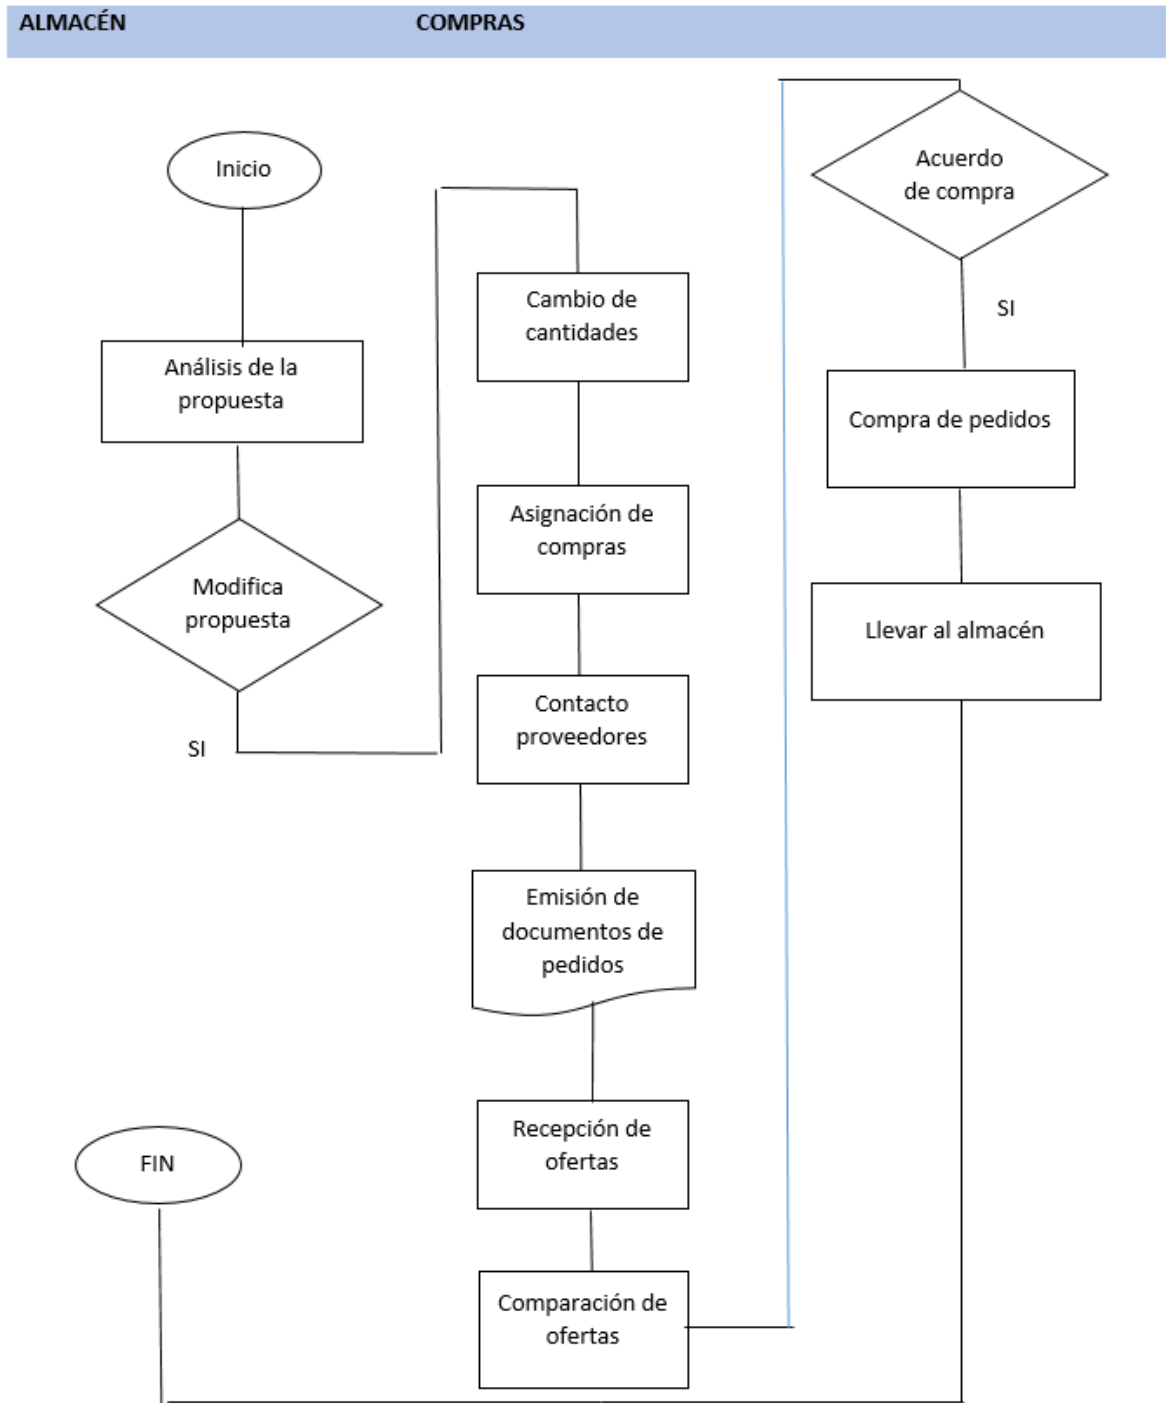 ALMACÉN
COMPRAS
Inicio
Análisis de la
propuesta
Modifica
propuesta
SI
Cambio de
cantidades
Asignación de
compras
Contacto
proveedores
Emisión de
documentos de
pedidos
Recepción de
ofertas
Comparación de
ofertas
Acuerdo
de compra
SI
Compra de pedidos
Llevar al almacén
FIN